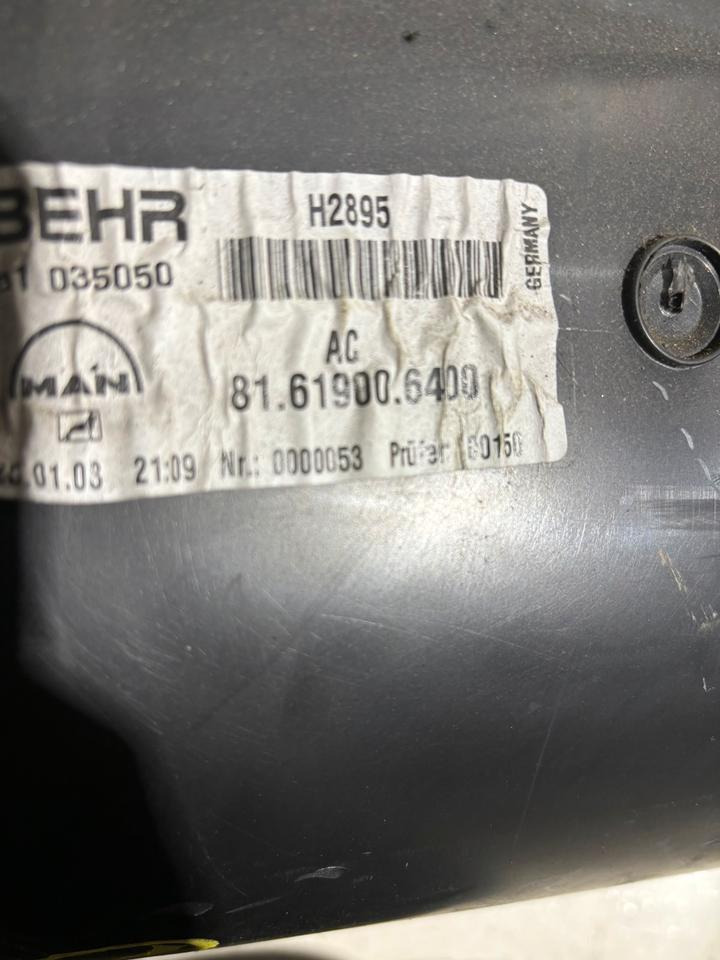 BEHR
H2895
GERMANY
035050
AC
81.61900.6400
MAN
.01.03 21:09 Nr.: 0000053 Prüfer